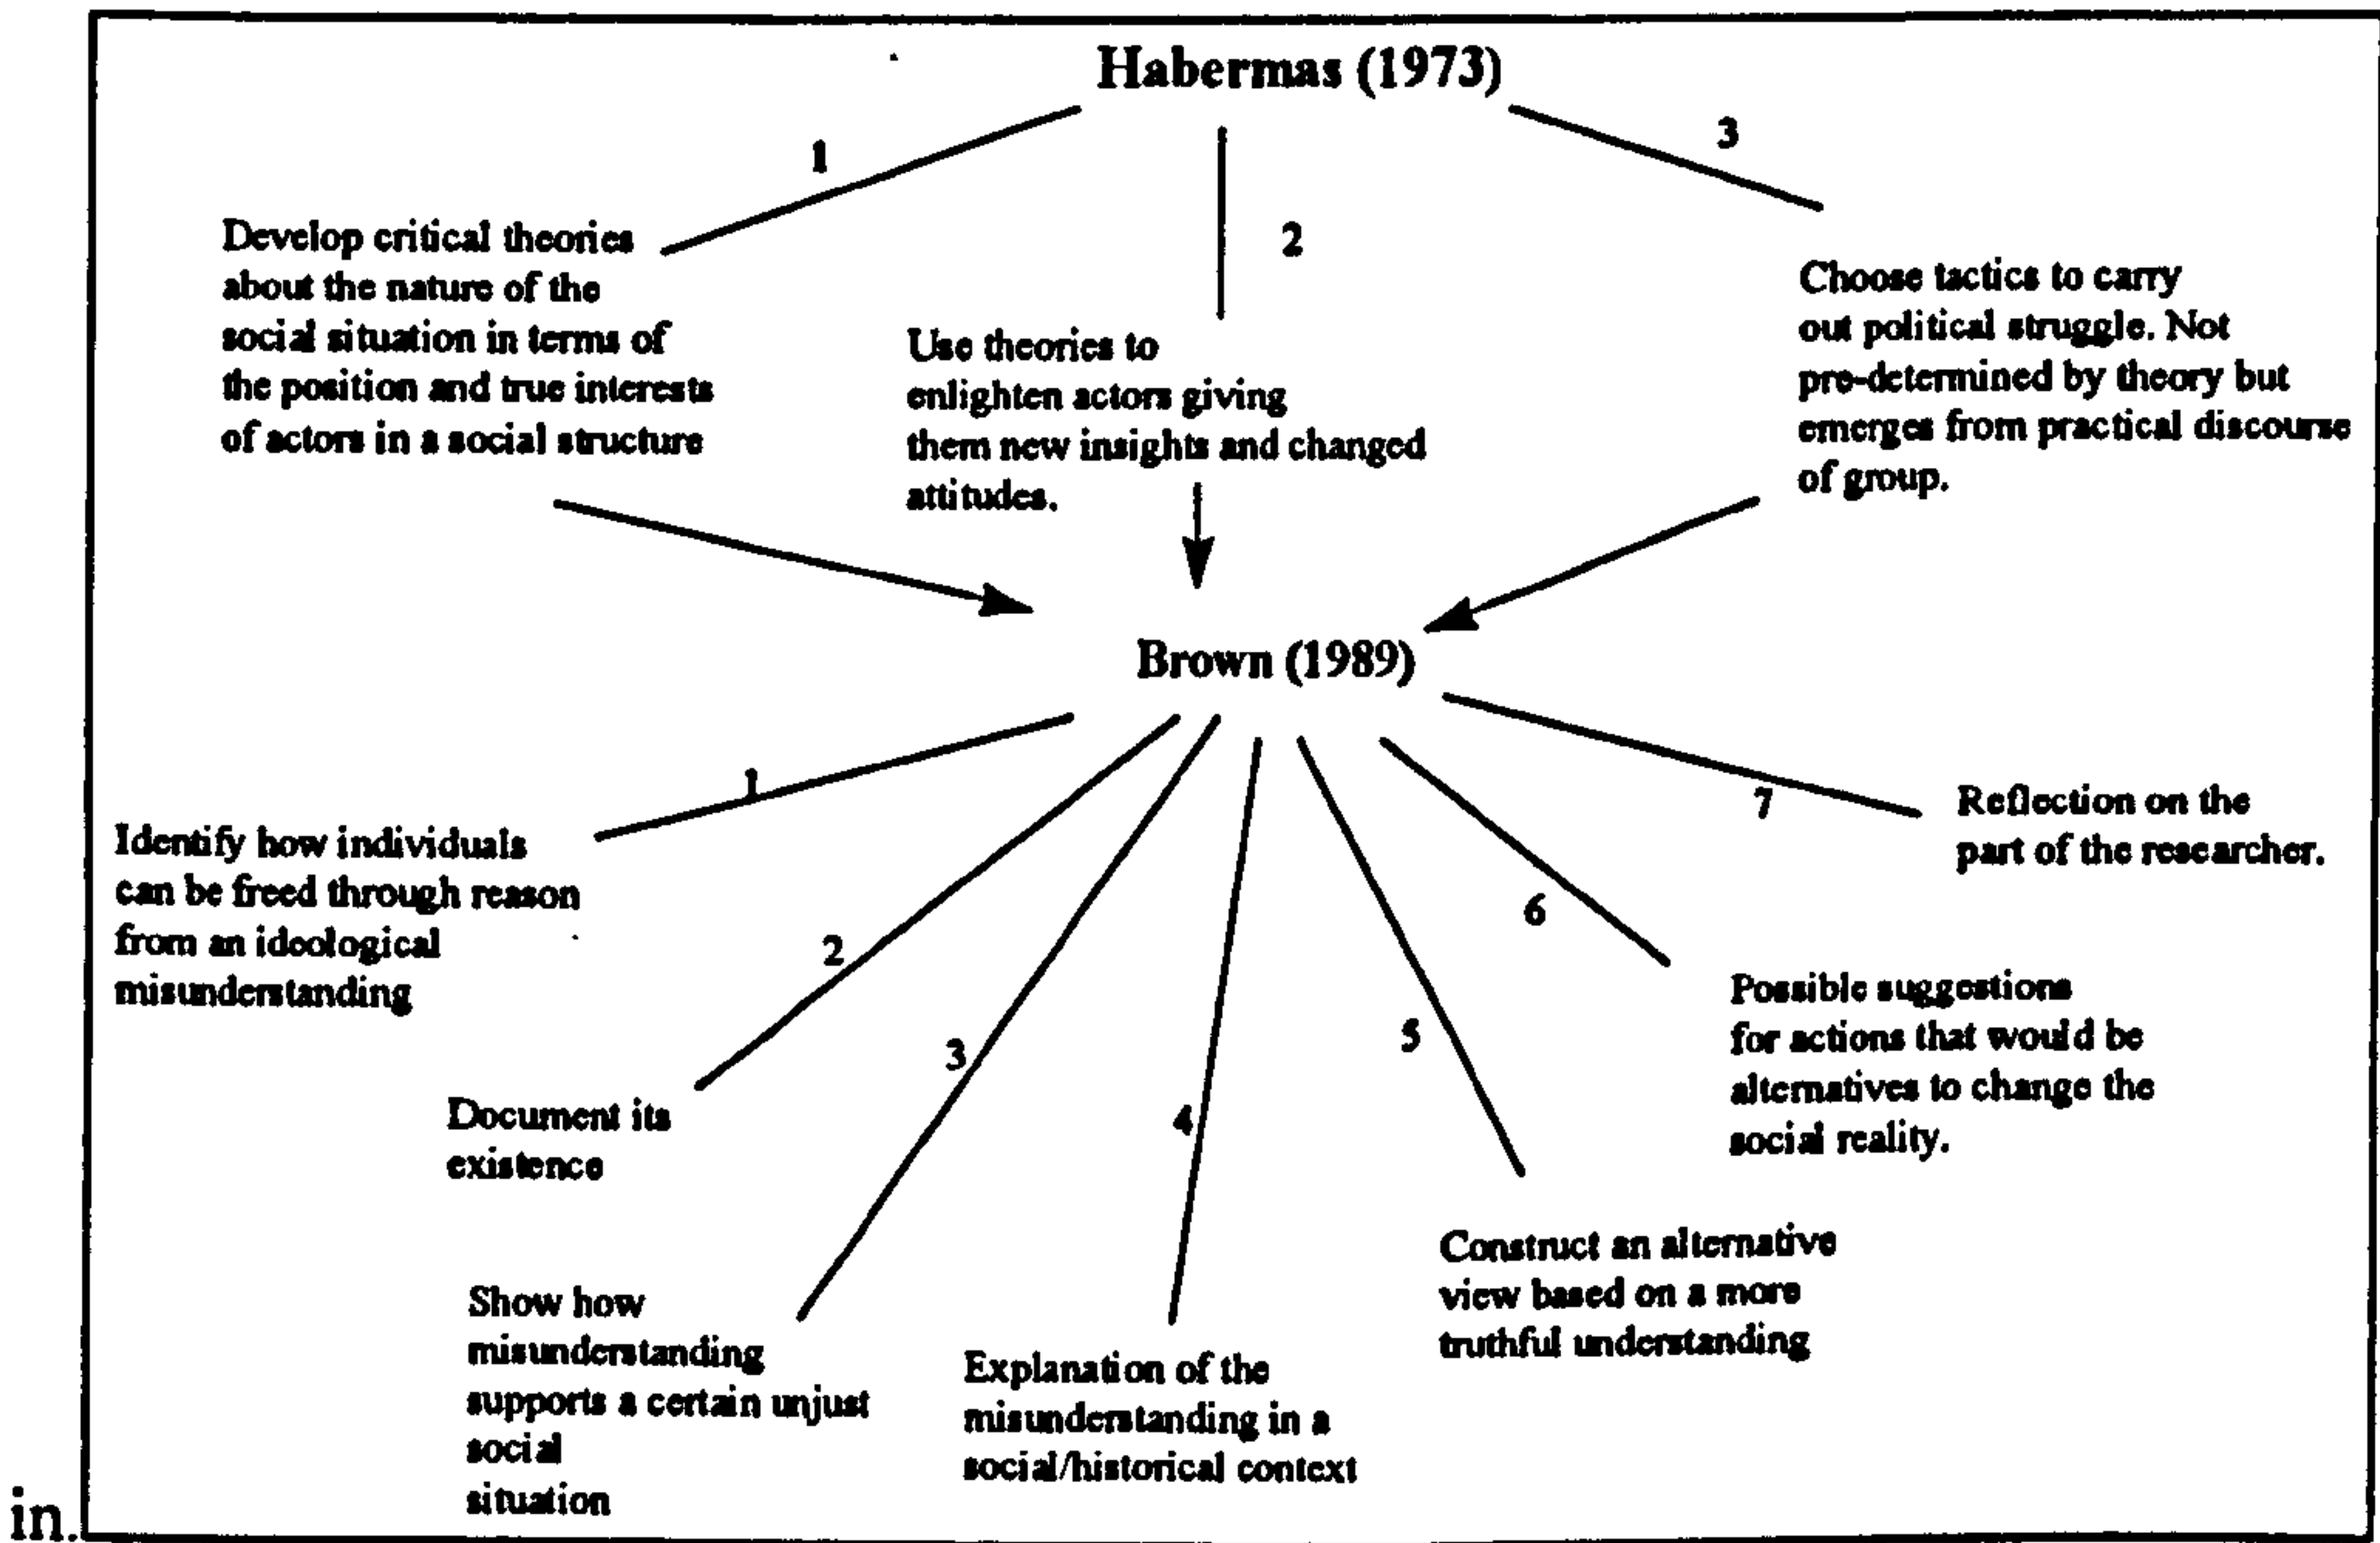 Habermas (1973)
1
2
3
Develop critical theories
about the nature of the
social situation in terms of
the position and true interests
of actors in a social structure
Use theories to
enlighten actors giving
them new insights and changed
attitudes.
Choose tactics to carry
out political struggle. Not
pre-determined by theory but
emerges from practical discourse
of group.
Brown (1989)
1
2
3
4
5
6
7
Identify how individuals
can be freed through reason
from an ideological
misunderstanding
Document its
existence
Show how
misunderstanding
supports a certain unjust
social
situation
Explanation of the
misunderstanding in a
social/historical context
Construct an alternative
view based on a more
truthful understanding
Possible suggestions
for actions that would be
alternatives to change the
social reality.
Reflection on the
part of the researcher.
in.